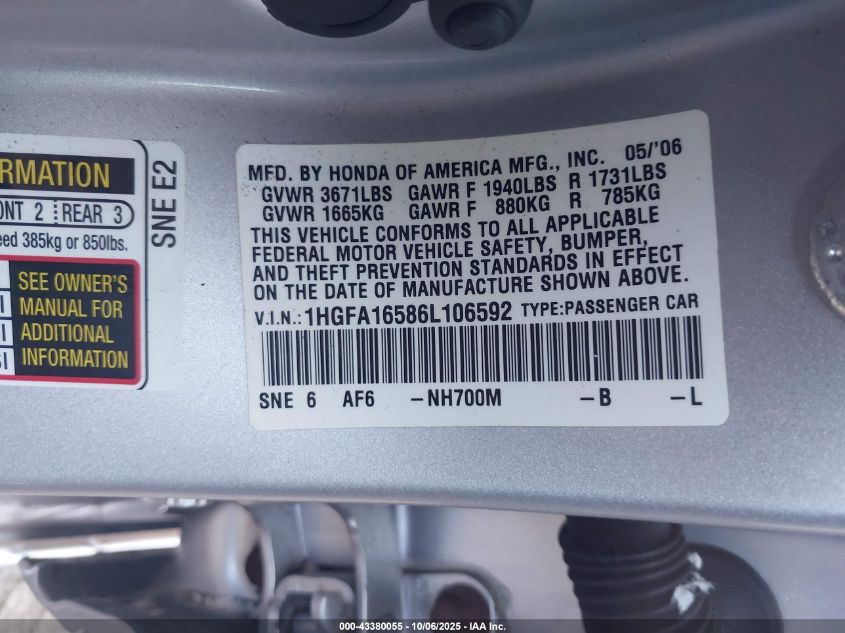 RMATION
ONT 2 REAR 3
eed 385kg or 850lbs.
SEE OWNER'S
MANUAL FOR
ADDITIONAL
INFORMATION
SNE E2
MFD. BY HONDA OF AMERICA MFG., INC. 05/'06
GVWR 3671LBS GAWR F 1940LBS R 1731LBS
GVWR 1665KG GAWR F 880KG R 785KG
THIS VEHICLE CONFORMS TO ALL APPLICABLE
FEDERAL MOTOR VEHICLE SAFETY, BUMPER,
AND THEFT PREVENTION STANDARDS IN EFFECT
ON THE DATE OF MANUFACTURE SHOWN ABOVE.
V.I.N.:1HGFA16586L106592 TYPE:PASSENGER CAR
SNE 6 AF6 -NH700M -B -L
000-43380055 - 10/06/2025 - IAA Inc.